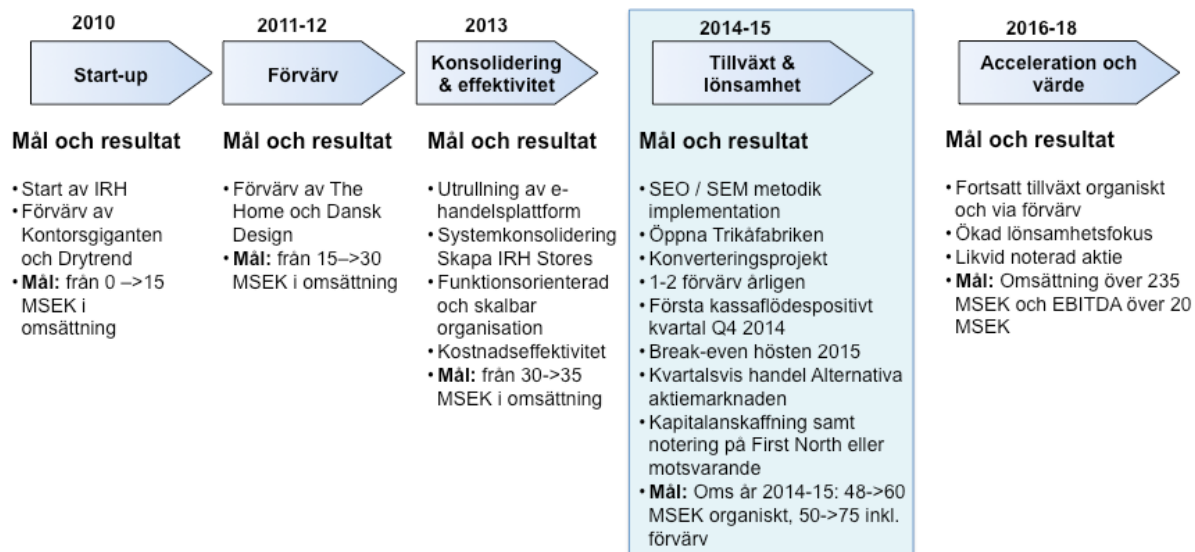 2010
Start-up
Mål och resultat
• Start av IRH
• Förvärv av
Kontorsgiganten
och Drytrend
• Mål: från 0 –>15
MSEK i
omsättning
2011-12
Förvärv
Mål och resultat
• Förvärv av The
Home och Dansk
Design
• Mål: från 15–>30
MSEK i omsättning
2013
Konsolidering
& effektivitet
Mål och resultat
• Utrullning av e-
handelsplattform
• Systemkonsolidering
Skapa IRH Stores
• Funktionsorienterad
och skalbar
organisation
• Kostnadseffektivitet
• Mål: från 30->35
MSEK i omsättning
2014-15
Tillväxt &
lönsamhet
Mål och resultat
• SEO / SEM metodik
implementation
• Öppna Trikåfabriken
• Konverteringsprojekt
• 1-2 förvärv årligen
• Första kassaflödespositivt
kvartal Q4 2014
• Break-even hösten 2015
• Kvartalsvis handel Alternativa
aktiemarknaden
• Kapitalanskaffning samt
notering på First North eller
motsvarande
• Mål: Oms år 2014-15: 48->60
MSEK organiskt, 50->75 inkl.
förvärv
2016-18
Acceleration och
värde
Mål och resultat
• Fortsatt tillväxt organiskt
och via förvärv
• Ökad lönsamhetsfokus
• Likvid noterad aktie
• Mål: Omsättning över 235
MSEK och EBITDA över 20
MSEK